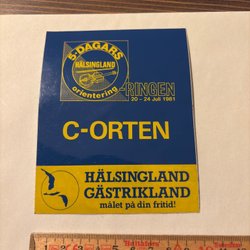 5-DAGARS
HÄLSINGLAND
orientering
-RINGEN
20 – 24 Juli 1981
C-ORTEN
HÄLSINGLAND
GÄSTRIKLAND
målet på din fritid!